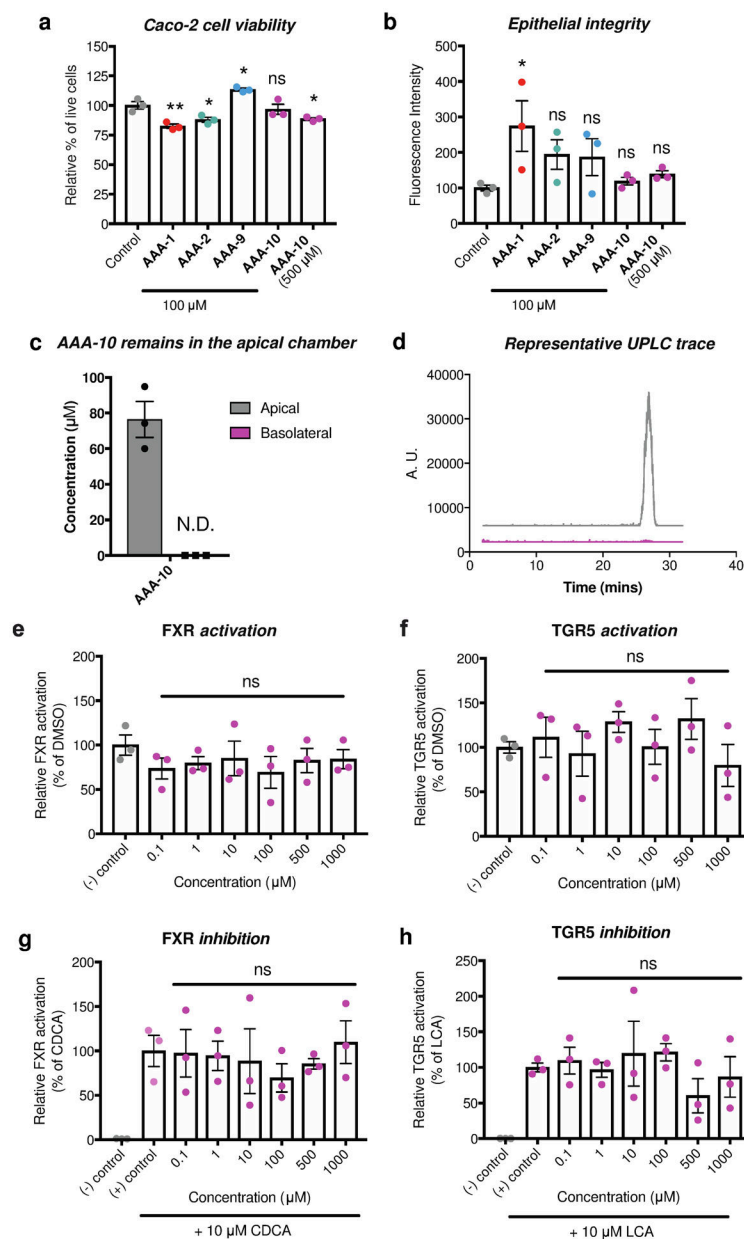 a
Caco-2 cell viability
Relative % of live cells
150
125
100
75
50
25
0
**
*
*
ns
*
Control
AAA-1
AAA-2
AAA-9
AAA-10
AAA-10
(500 µM)
100 µM
b
Epithelial integrity
Fluorescence Intensity
500
400
300
200
100
0
*
ns
ns
ns
ns
Control
AAA-1
AAA-2
AAA-9
AAA-10
AAA-10
(500 µM)
100 µM
c
AAA-10 remains in the apical chamber
Concentration (µM)
100
80
60
40
20
0
N.D.
AAA-10
Apical
Basolateral
d
Representative UPLC trace
A. U.
40000
30000
20000
10000
0
0
10
20
30
40
Time (mins)
e
FXR activation
Relative FXR activation
(% of DMSO)
200
150
100
50
0
ns
(-) control
0.1
1
10
100
500
1000
Concentration (µM)
f
TGR5 activation
Relative TGR5 activation
(% of DMSO)
200
150
100
50
0
ns
(-) control
0.1
1
10
100
500
1000
Concentration (µM)
g
FXR inhibition
Relative FXR activation
(% of CDCA)
200
150
100
50
0
ns
(-) control
(+) control
0.1
1
10
100
500
1000
Concentration (µM)
+ 10 µM CDCA
h
TGR5 inhibition
Relative TGR5 activation
(% of LCA)
250
200
150
100
50
0
ns
(-) control
(+) control
0.1
1
10
100
500
1000
Concentration (µM)
+ 10 µM LCA